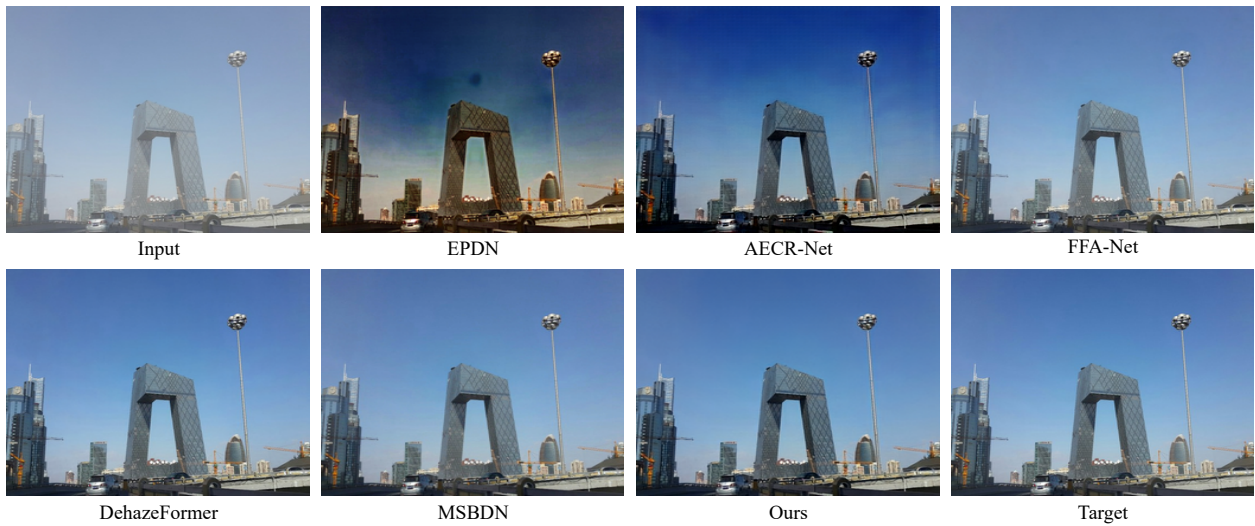 Input
EPDN
AECR-Net
FFA-Net
DehazeFormer
MSBDN
Ours
Target